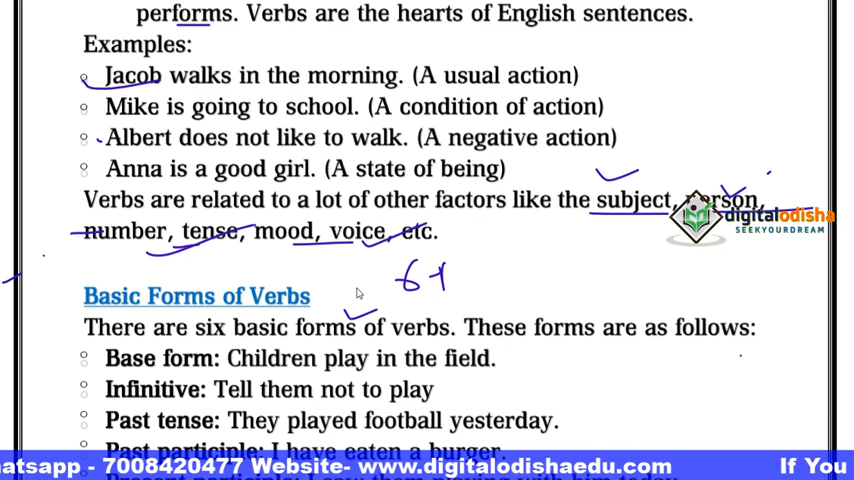 performs. Verbs are the hearts of English sentences.
Examples:
Jacob walks in the morning. (A usual action)
Mike is going to school. (A condition of action)
Albert does not like to walk. (A negative action)
Anna is a good girl. (A state of being)
Verbs are related to a lot of other factors like the subject, person,
digitalodisha
SEEKYOURDREAM
number, tense, mood, voice, etc.
6
Basic Forms of Verbs
There are six basic forms of verbs. These forms are as follows:
Base form: Children play in the field.
Infinitive: Tell them not to play
Past tense: They played football yesterday.
Past participle: I have eaten a burger.
atsapp - 7008420477 Website- www.digitalodishaedu.com If You